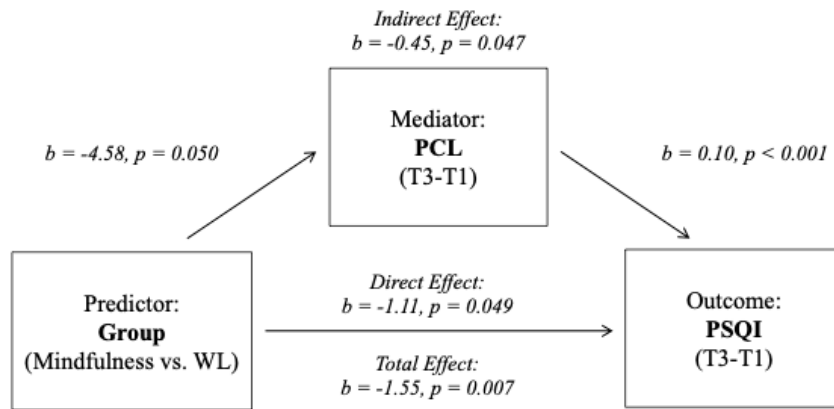 Indirect Effect:
b = -0.45, p = 0.047
Mediator:
PCL
(T3-T1)
b = -4.58, p = 0.050
b = 0.10, p < 0.001
Predictor:
Group
(Mindfulness vs. WL)
Direct Effect:
b = -1.11, p = 0.049
Total Effect:
b = -1.55, p = 0.007
Outcome:
PSQI
(T3-T1)